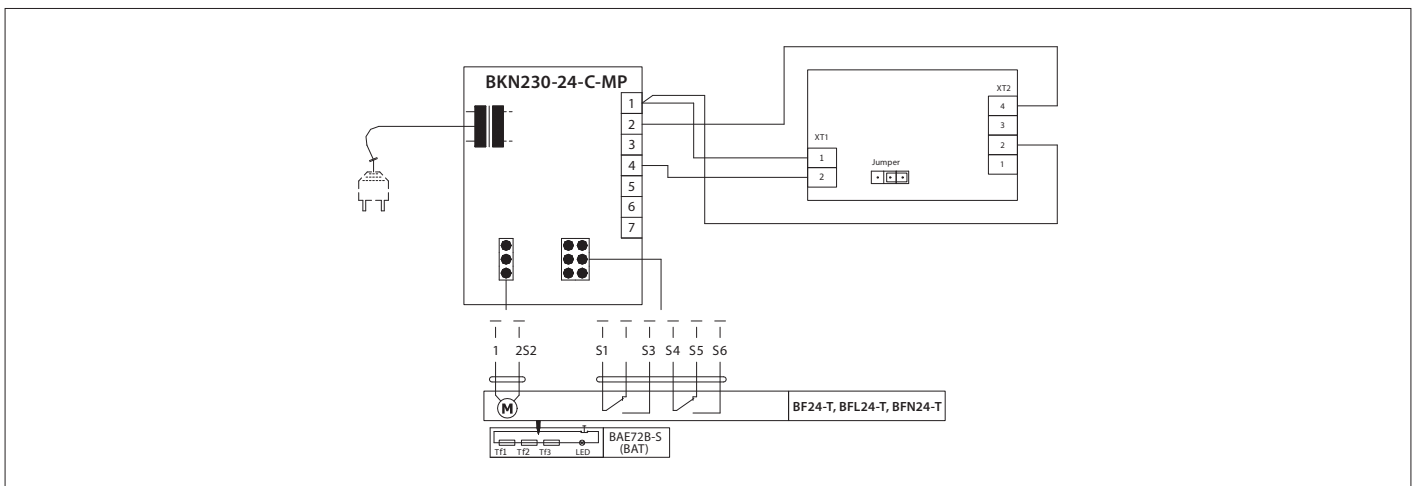 BKN230-24-C-MP
1
2
3
4
5
6
7
XT1
1
2
Jumper
XT2
4
3
2
1
1 2S2 S1 S3 S4 S5 S6
M
BF24-T, BFL24-T, BFN24-T
Tf1 Tf2 Tf3 LED
BAE72B-S
(BAT)